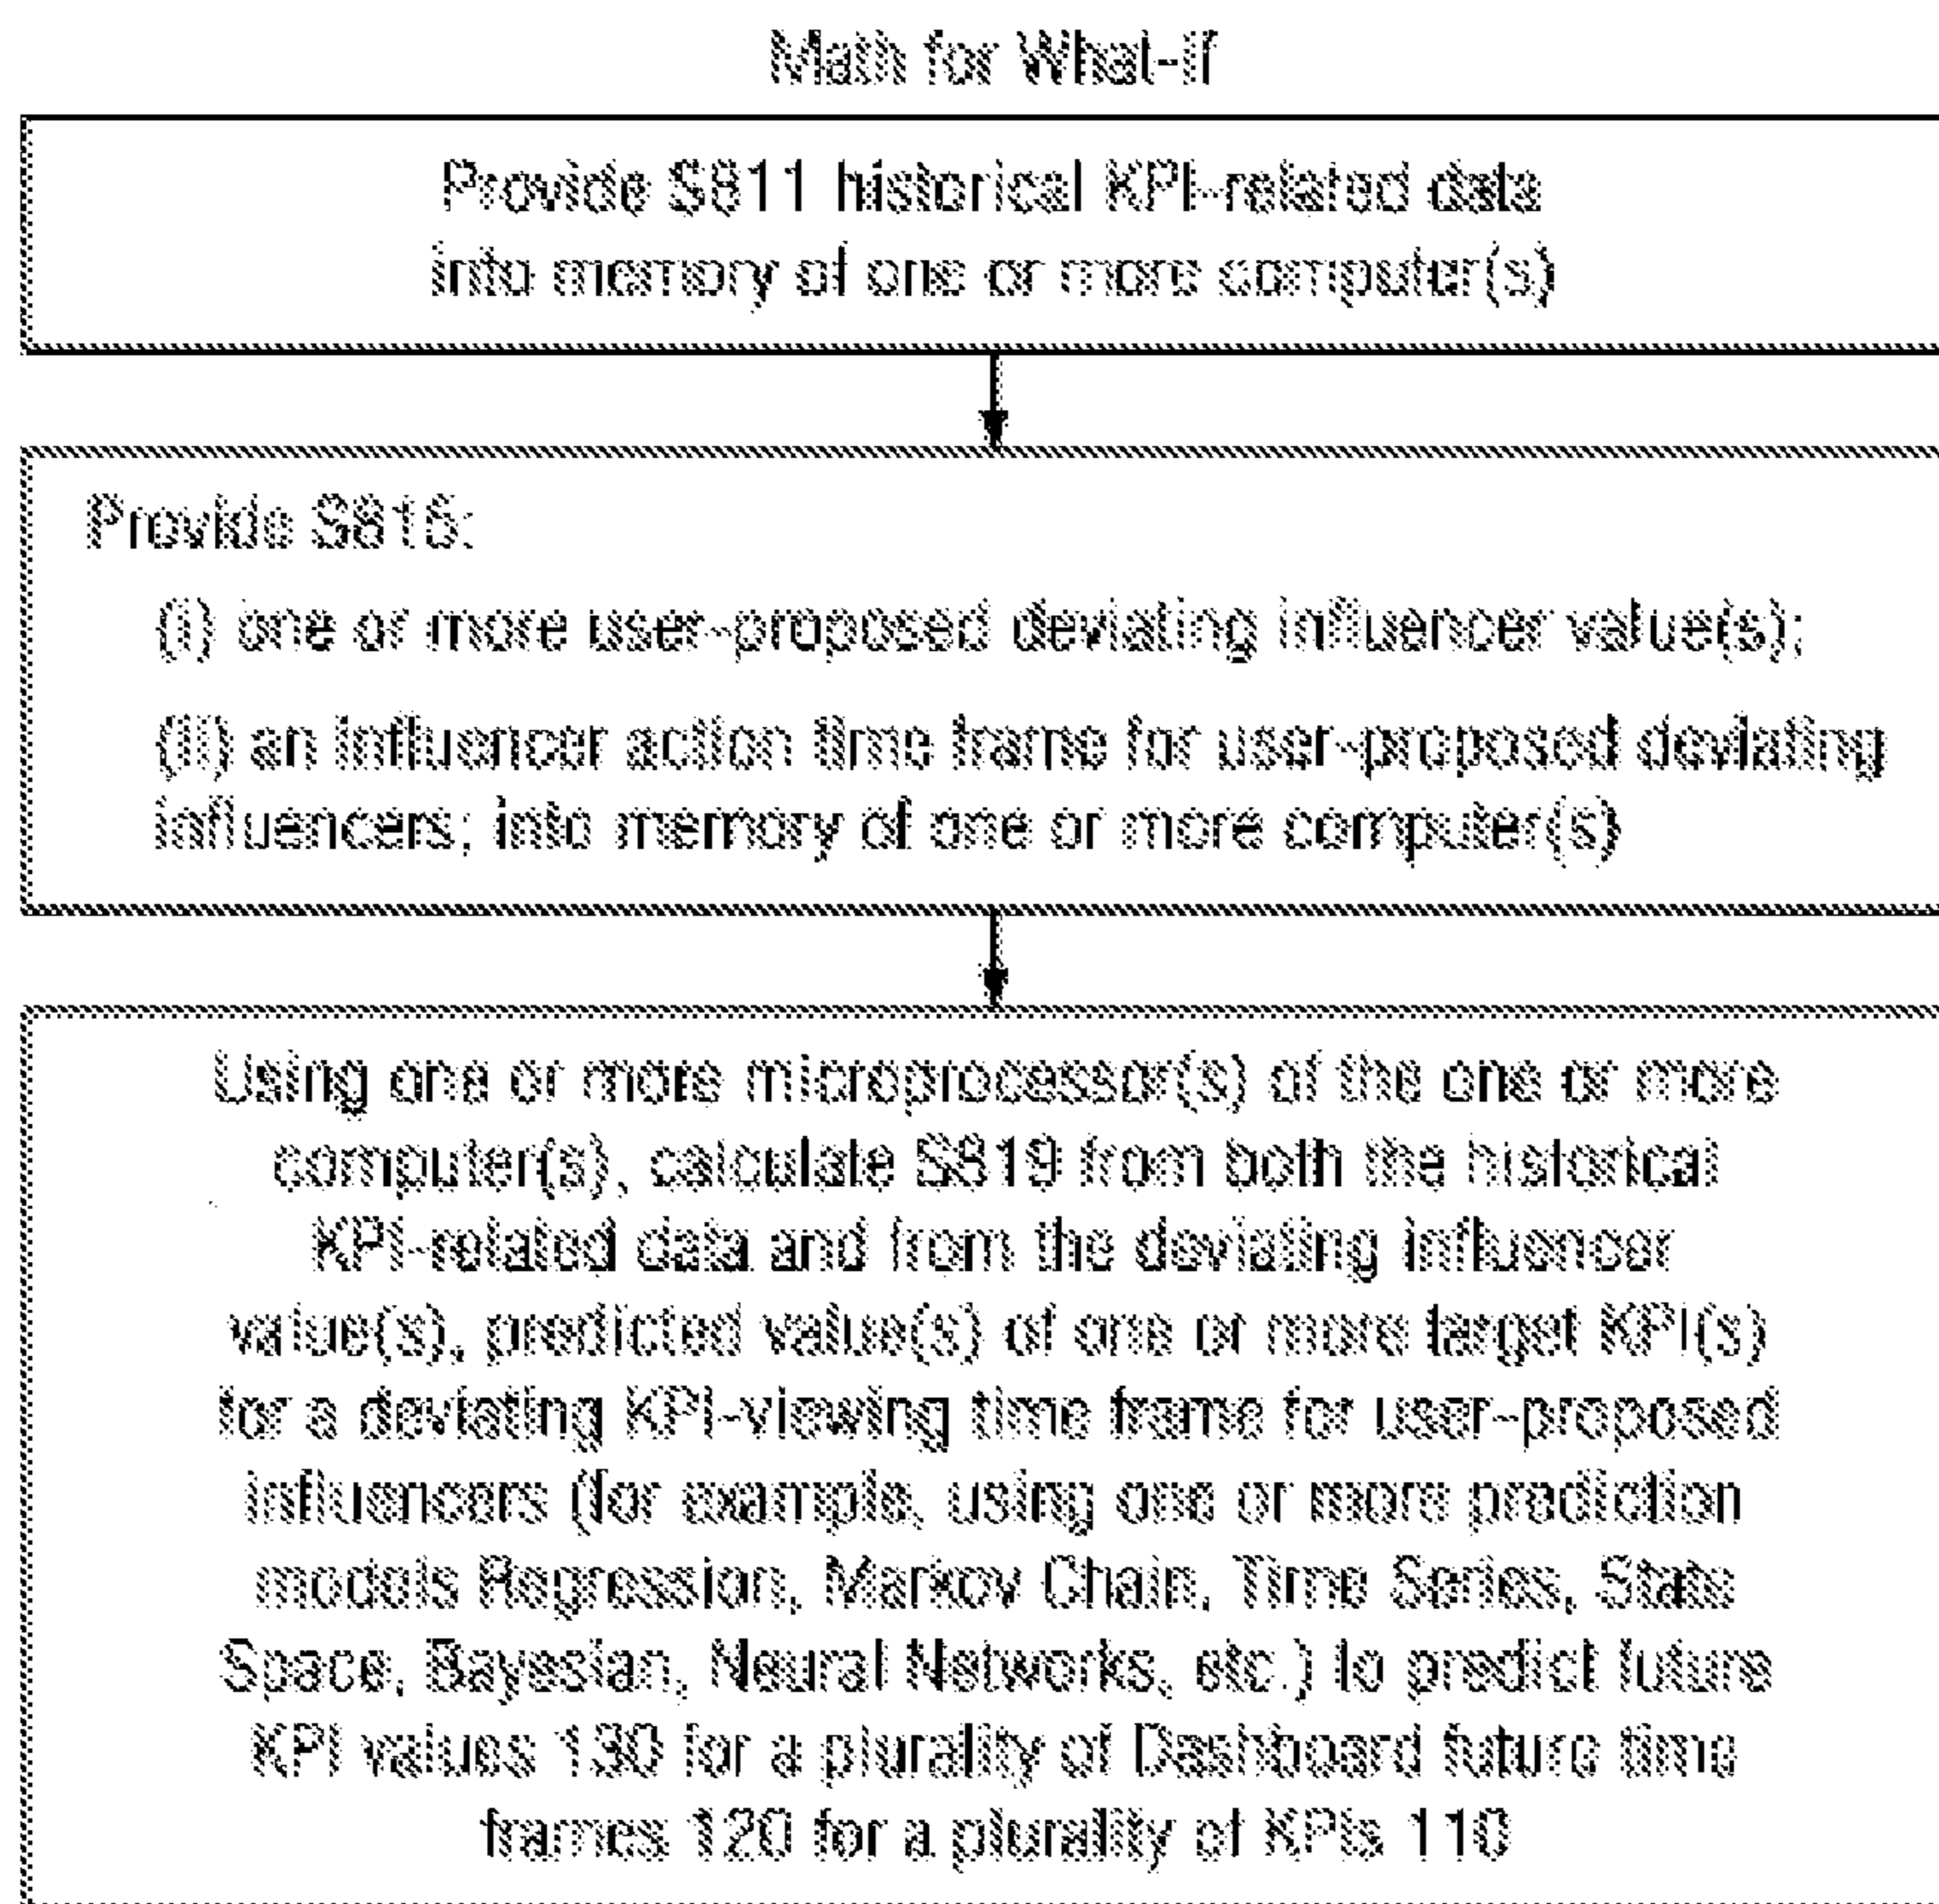 Math for What-if
Provide S811 historical KPI-related data
into memory of one or more computer(s)
Provide S815:
(i) one or more user-proposed deviating influencer value(s);
(ii) an influencer action time frame for user-proposed deviating
influencers; into memory of one or more computer(s)
Using one or more microprocessor(s) of the one or more
computer(s), calculate S819 from both the historical
KPI-related data and from the deviating influencer
value(s), predicted value(s) of one or more target KPI(s)
for a deviating KPI-viewing time frame for user-proposed
influencers (for example, using one or more prediction
models Regression, Markov Chain, Time Series, State
Space, Bayesian, Neural Networks, etc.) to predict future
KPI values 130 for a plurality of Dashboard future time
frames 120 for a plurality of KPIs 110